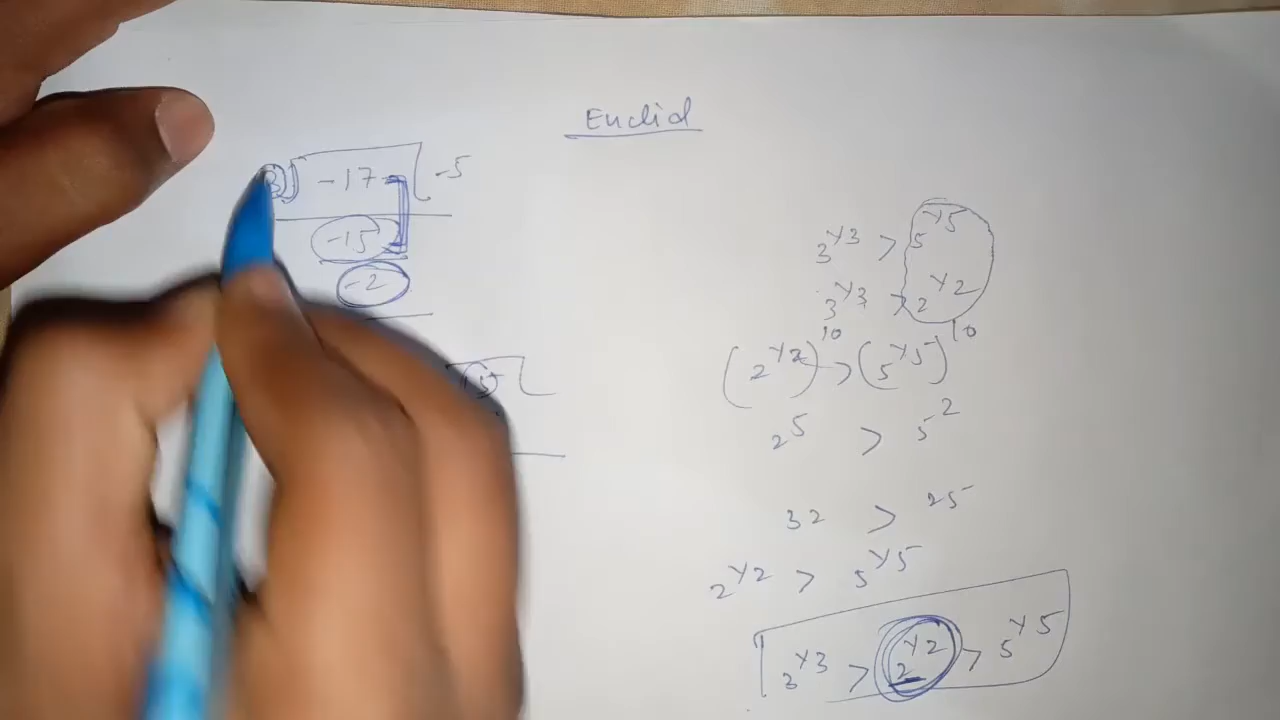 Euclid
3) -17 ( -5
-15
-2
5
3^1/3 > 5^1/5
3^1/3 > 2^1/2
(2^1/2)^10 > (5^1/5)^10
2^5 > 5^2
32 > 25
2^1/2 > 5^1/5
3^1/3 > 2^1/2 > 5^1/5